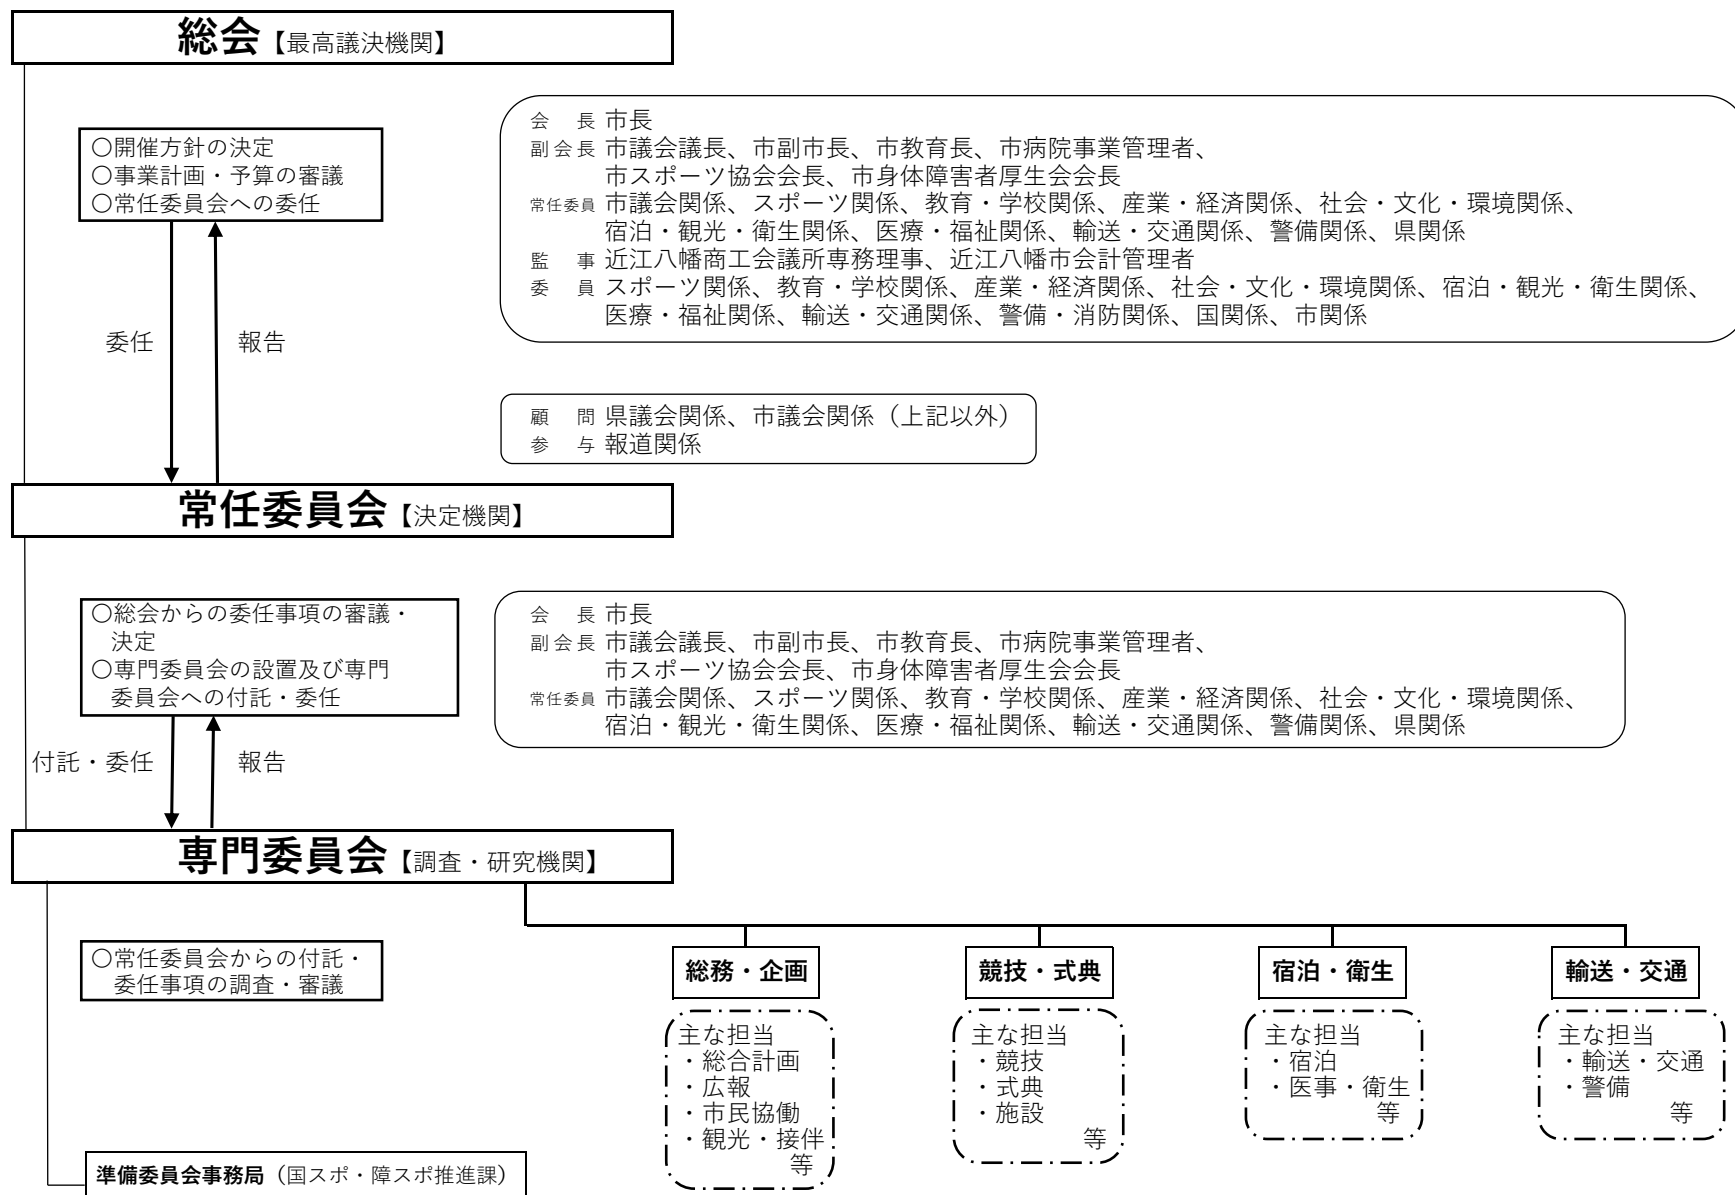 総会【最高議決機関】
〇開催方針の決定
〇事業計画・予算の審議
〇常任委員会への委任
会　長 市長
副会長 市議会議長、市副市長、市教育長、市病院事業管理者、
市スポーツ協会会長、市身体障害者厚生会会長
常任委員 市議会関係、スポーツ関係、教育・学校関係、産業・経済関係、社会・文化・環境関係、
宿泊・観光・衛生関係、医療・福祉関係、輸送・交通関係、警備関係、県関係
監　事 近江八幡商工会議所専務理事、近江八幡市会計管理者
委　員 スポーツ関係、教育・学校関係、産業・経済関係、社会・文化・環境関係、宿泊・観光・衛生関係、
医療・福祉関係、輸送・交通関係、警備・消防関係、国関係、市関係
委任　報告
顧　問 県議会関係、市議会関係（上記以外）
参　与 報道関係
常任委員会【決定機関】
〇総会からの委任事項の審議・
決定
〇専門委員会の設置及び専門
委員会への付託・委任
会　長 市長
副会長 市議会議長、市副市長、市教育長、市病院事業管理者、
市スポーツ協会会長、市身体障害者厚生会会長
常任委員 市議会関係、スポーツ関係、教育・学校関係、産業・経済関係、社会・文化・環境関係、
宿泊・観光・衛生関係、医療・福祉関係、輸送・交通関係、警備関係、県関係
付託・委任　報告
専門委員会【調査・研究機関】
〇常任委員会からの付託・
委任事項の調査・審議
総務・企画
主な担当
・総合計画
・広報
・市民協働
・観光・接伴
等
競技・式典
主な担当
・競技
・式典
・施設
等
宿泊・衛生
主な担当
・宿泊
・医事・衛生
等
輸送・交通
主な担当
・輸送・交通
・警備
等
準備委員会事務局（国スポ・障スポ推進課）